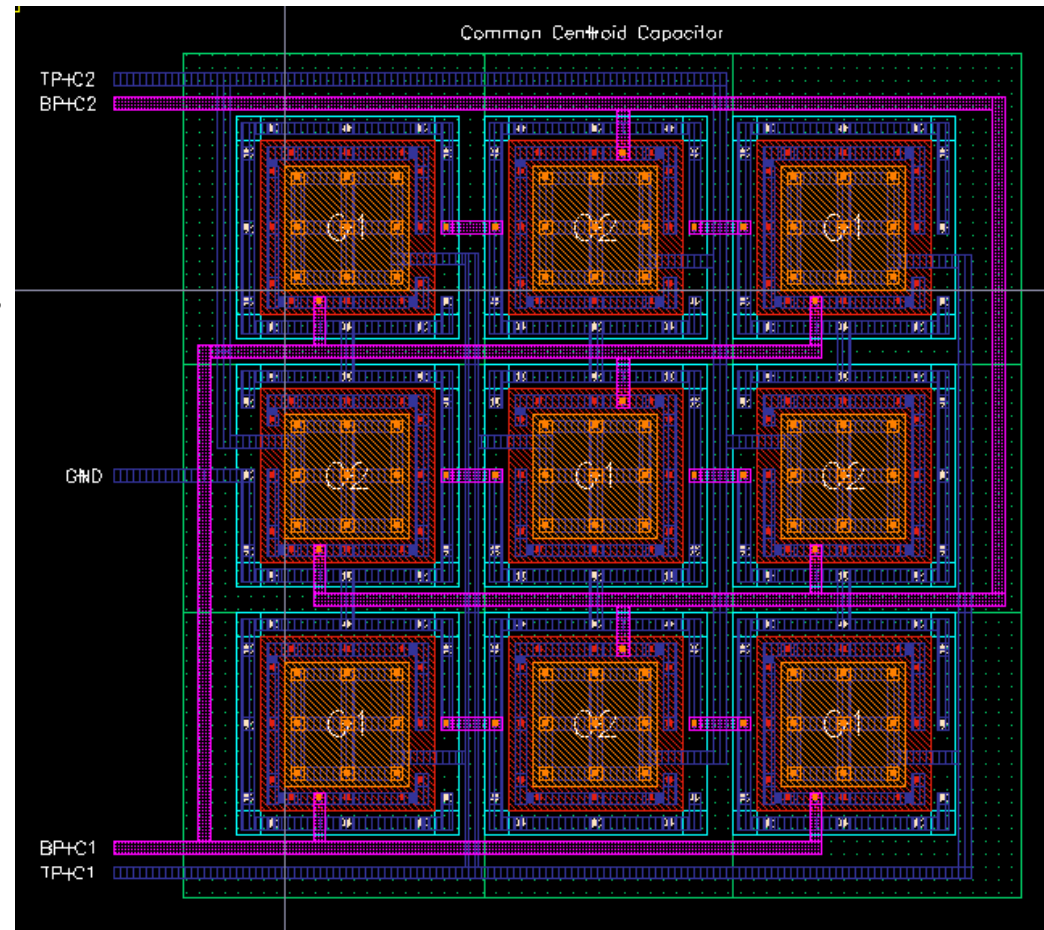 Common Centroid Capacitor
TP-C2
BP-C2
C1 C2 C1
GND C2 C1 C2
C1 C2 C1
BP-C1
TP-C1